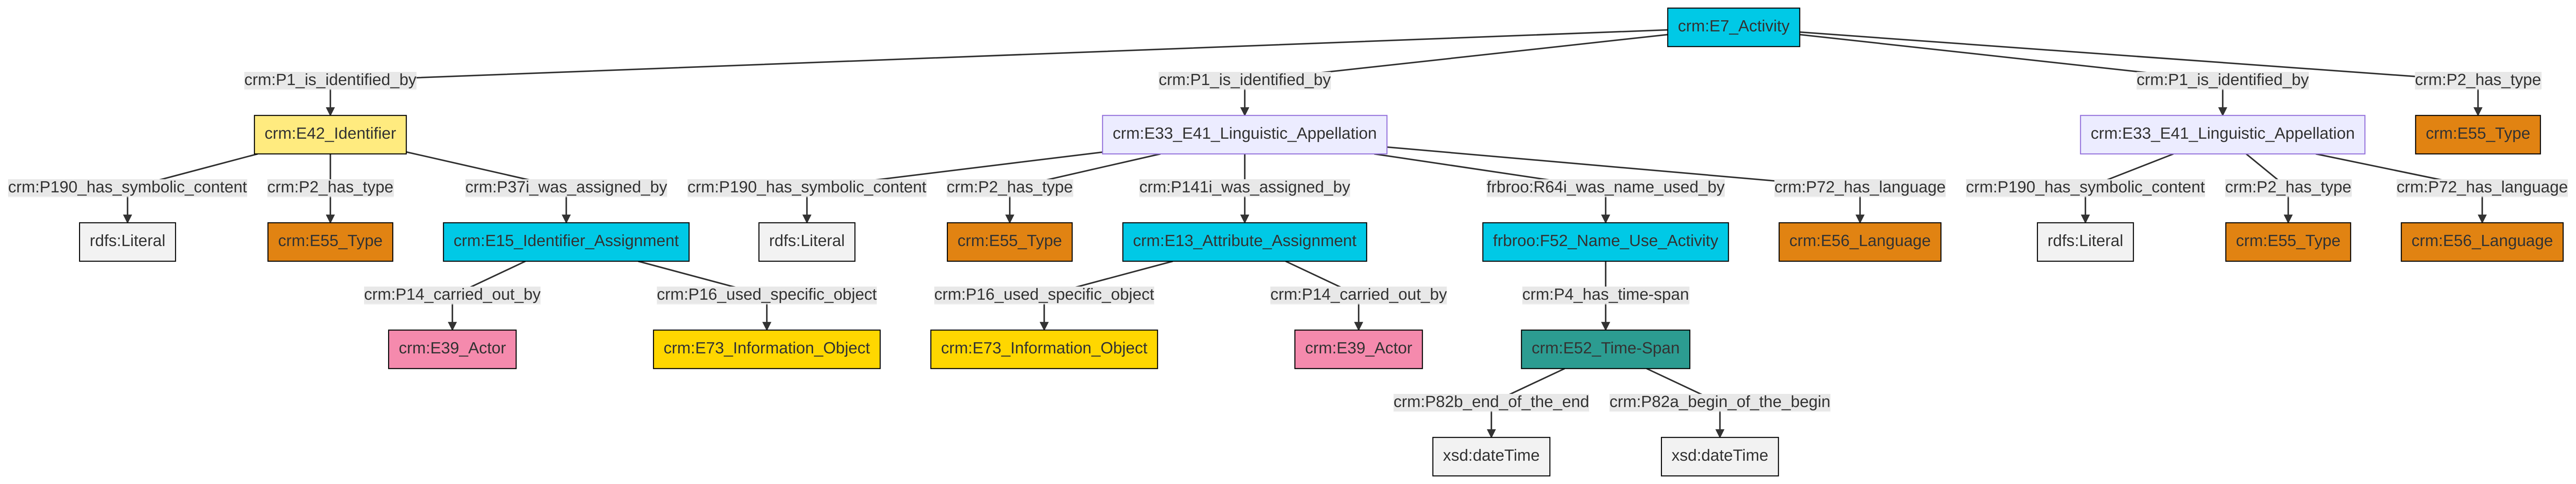 crm:E7_Activity
crm:P1_is_identified_by
crm:P1_is_identified_by
crm:P1_is_identified_by
crm:P2_has_type
crm:E42_Identifier
crm:E33_E41_Linguistic_Appellation
crm:E33_E41_Linguistic_Appellation
crm:E55_Type
crm:P190_has_symbolic_content
crm:P2_has_type
crm:P37i_was_assigned_by
crm:P190_has_symbolic_content
crm:P2_has_type
crm:P141i_was_assigned_by
frbroo:R64i_was_name_used_by
crm:P72_has_language
crm:P190_has_symbolic_content
crm:P2_has_type
crm:P72_has_language
rdfs:Literal
crm:E55_Type
crm:E15_Identifier_Assignment
rdfs:Literal
crm:E55_Type
crm:E13_Attribute_Assignment
frbroo:F52_Name_Use_Activity
crm:E56_Language
rdfs:Literal
crm:E55_Type
crm:E56_Language
crm:P14_carried_out_by
crm:P16_used_specific_object
crm:P16_used_specific_object
crm:P14_carried_out_by
crm:P4_has_time-span
crm:E39_Actor
crm:E73_Information_Object
crm:E73_Information_Object
crm:E39_Actor
crm:E52_Time-Span
crm:P82b_end_of_the_end
crm:P82a_begin_of_the_begin
xsd:dateTime
xsd:dateTime